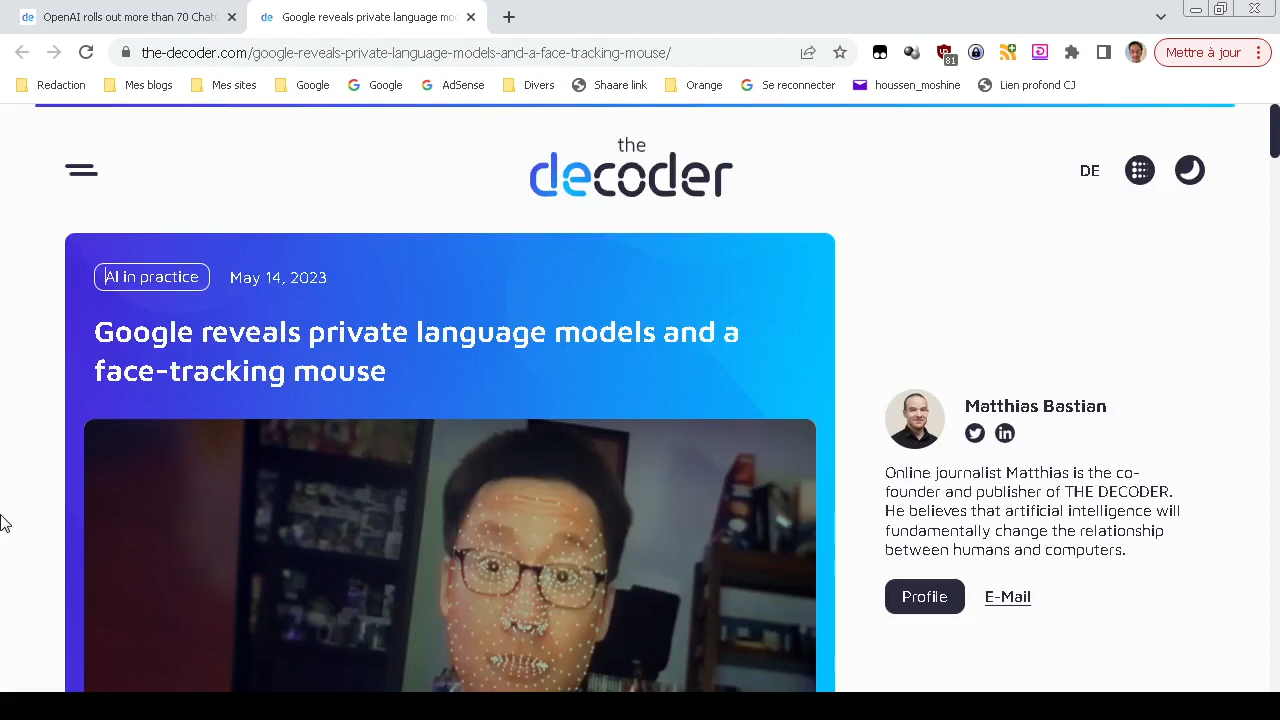 OpenAI rolls out more than 70 Chat
Google reveals private language mo
the-decoder.com/google-reveals-private-language-models-and-a-face-tracking-mouse/
81
Mettre à jour
Redaction
Mes blbs
Mes sites
Google
Google
AdSense
Divers
Shaare link
Orange
Se reconnecter
houssen_moshine
Lien profond CJ
the
decoder
DE
AI in practice
May 14, 2023
Google reveals private language models and a
face-tracking mouse
Matthias Bastian
Online journalist Matthias is the co-
founder and publisher of THE DECODER.
He believes that artificial intelligence will
fundamentally change the relationship
between humans and computers.
Profile
E-Mail